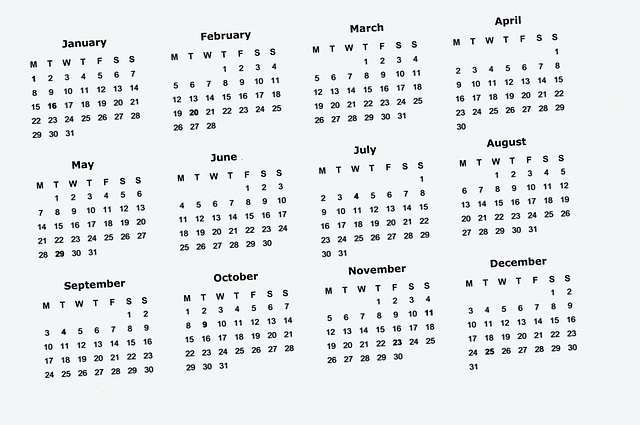 January
M T W T F S S
1 2 3 4 5 6 7
8 9 10 11 12 13 14
15 16 17 18 19 20 21
22 23 24 25 26 27 28
29 30 31
February
M T W T F S S
1 2 3 4
5 6 7 8 9 10 11
12 13 14 15 16 17 18
19 20 21 22 23 24 25
26 27 28
March
M T W T F S S
1 2 3 4
5 6 7 8 9 10 11
12 13 14 15 16 17 18
19 20 21 22 23 24 25
26 27 28 29 30 31
April
M T W T F S S
1
2 3 4 5 6 7 8
9 10 11 12 13 14 15
16 17 18 19 20 21 22
23 24 25 26 27 28 29
30
May
M T W T F S S
1 2 3 4 5 6
7 8 9 10 11 12 13
14 15 16 17 18 19 20
21 22 23 24 25 26 27
28 29 30 31
June
M T W T F S S
1 2 3
4 5 6 7 8 9 10
11 12 13 14 15 16 17
18 19 20 21 22 23 24
25 26 27 28 29 30
July
M T W T F S S
1
2 3 4 5 6 7 8
9 10 11 12 13 14 15
16 17 18 19 20 21 22
23 24 25 26 27 28 29
30 31
August
M T W T F S S
1 2 3 4 5
6 7 8 9 10 11 12
13 14 15 16 17 18 19
20 21 22 23 24 25 26
27 28 29 30 31
September
M T W T F S S
1 2
3 4 5 6 7 8 9
10 11 12 13 14 15 16
17 18 19 20 21 22 23
24 25 26 27 28 29 30
October
M T W T F S S
1 2 3 4 5 6 7
8 9 10 11 12 13 14
15 16 17 18 19 20 21
22 23 24 25 26 27 28
29 30 31
November
M T W T F S S
1 2 3 4
5 6 7 8 9 10 11
12 13 14 15 16 17 18
19 20 21 22 23 24 25
26 27 28 29 30
December
M T W T F S S
1 2
3 4 5 6 7 8 9
10 11 12 13 14 15 16
17 18 19 20 21 22 23
24 25 26 27 28 29 30
31